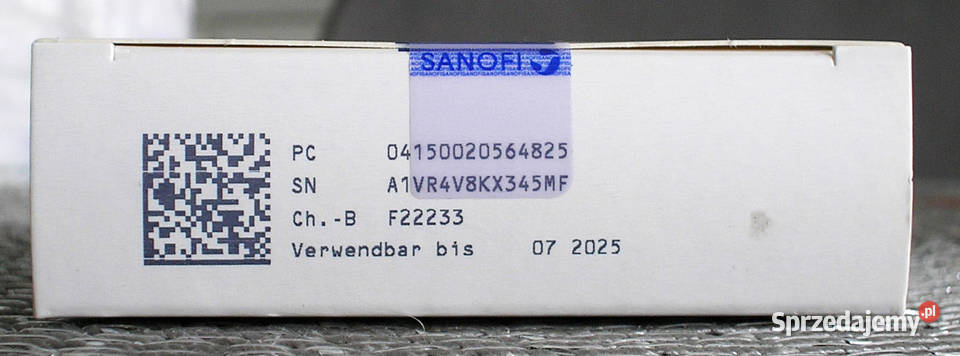 SANOFI
PC 04150020564825
SN A1VR4V8KX345MF
Ch.-B F22233
Verwendbar bis 07 2025
Sprzedajemy.pl